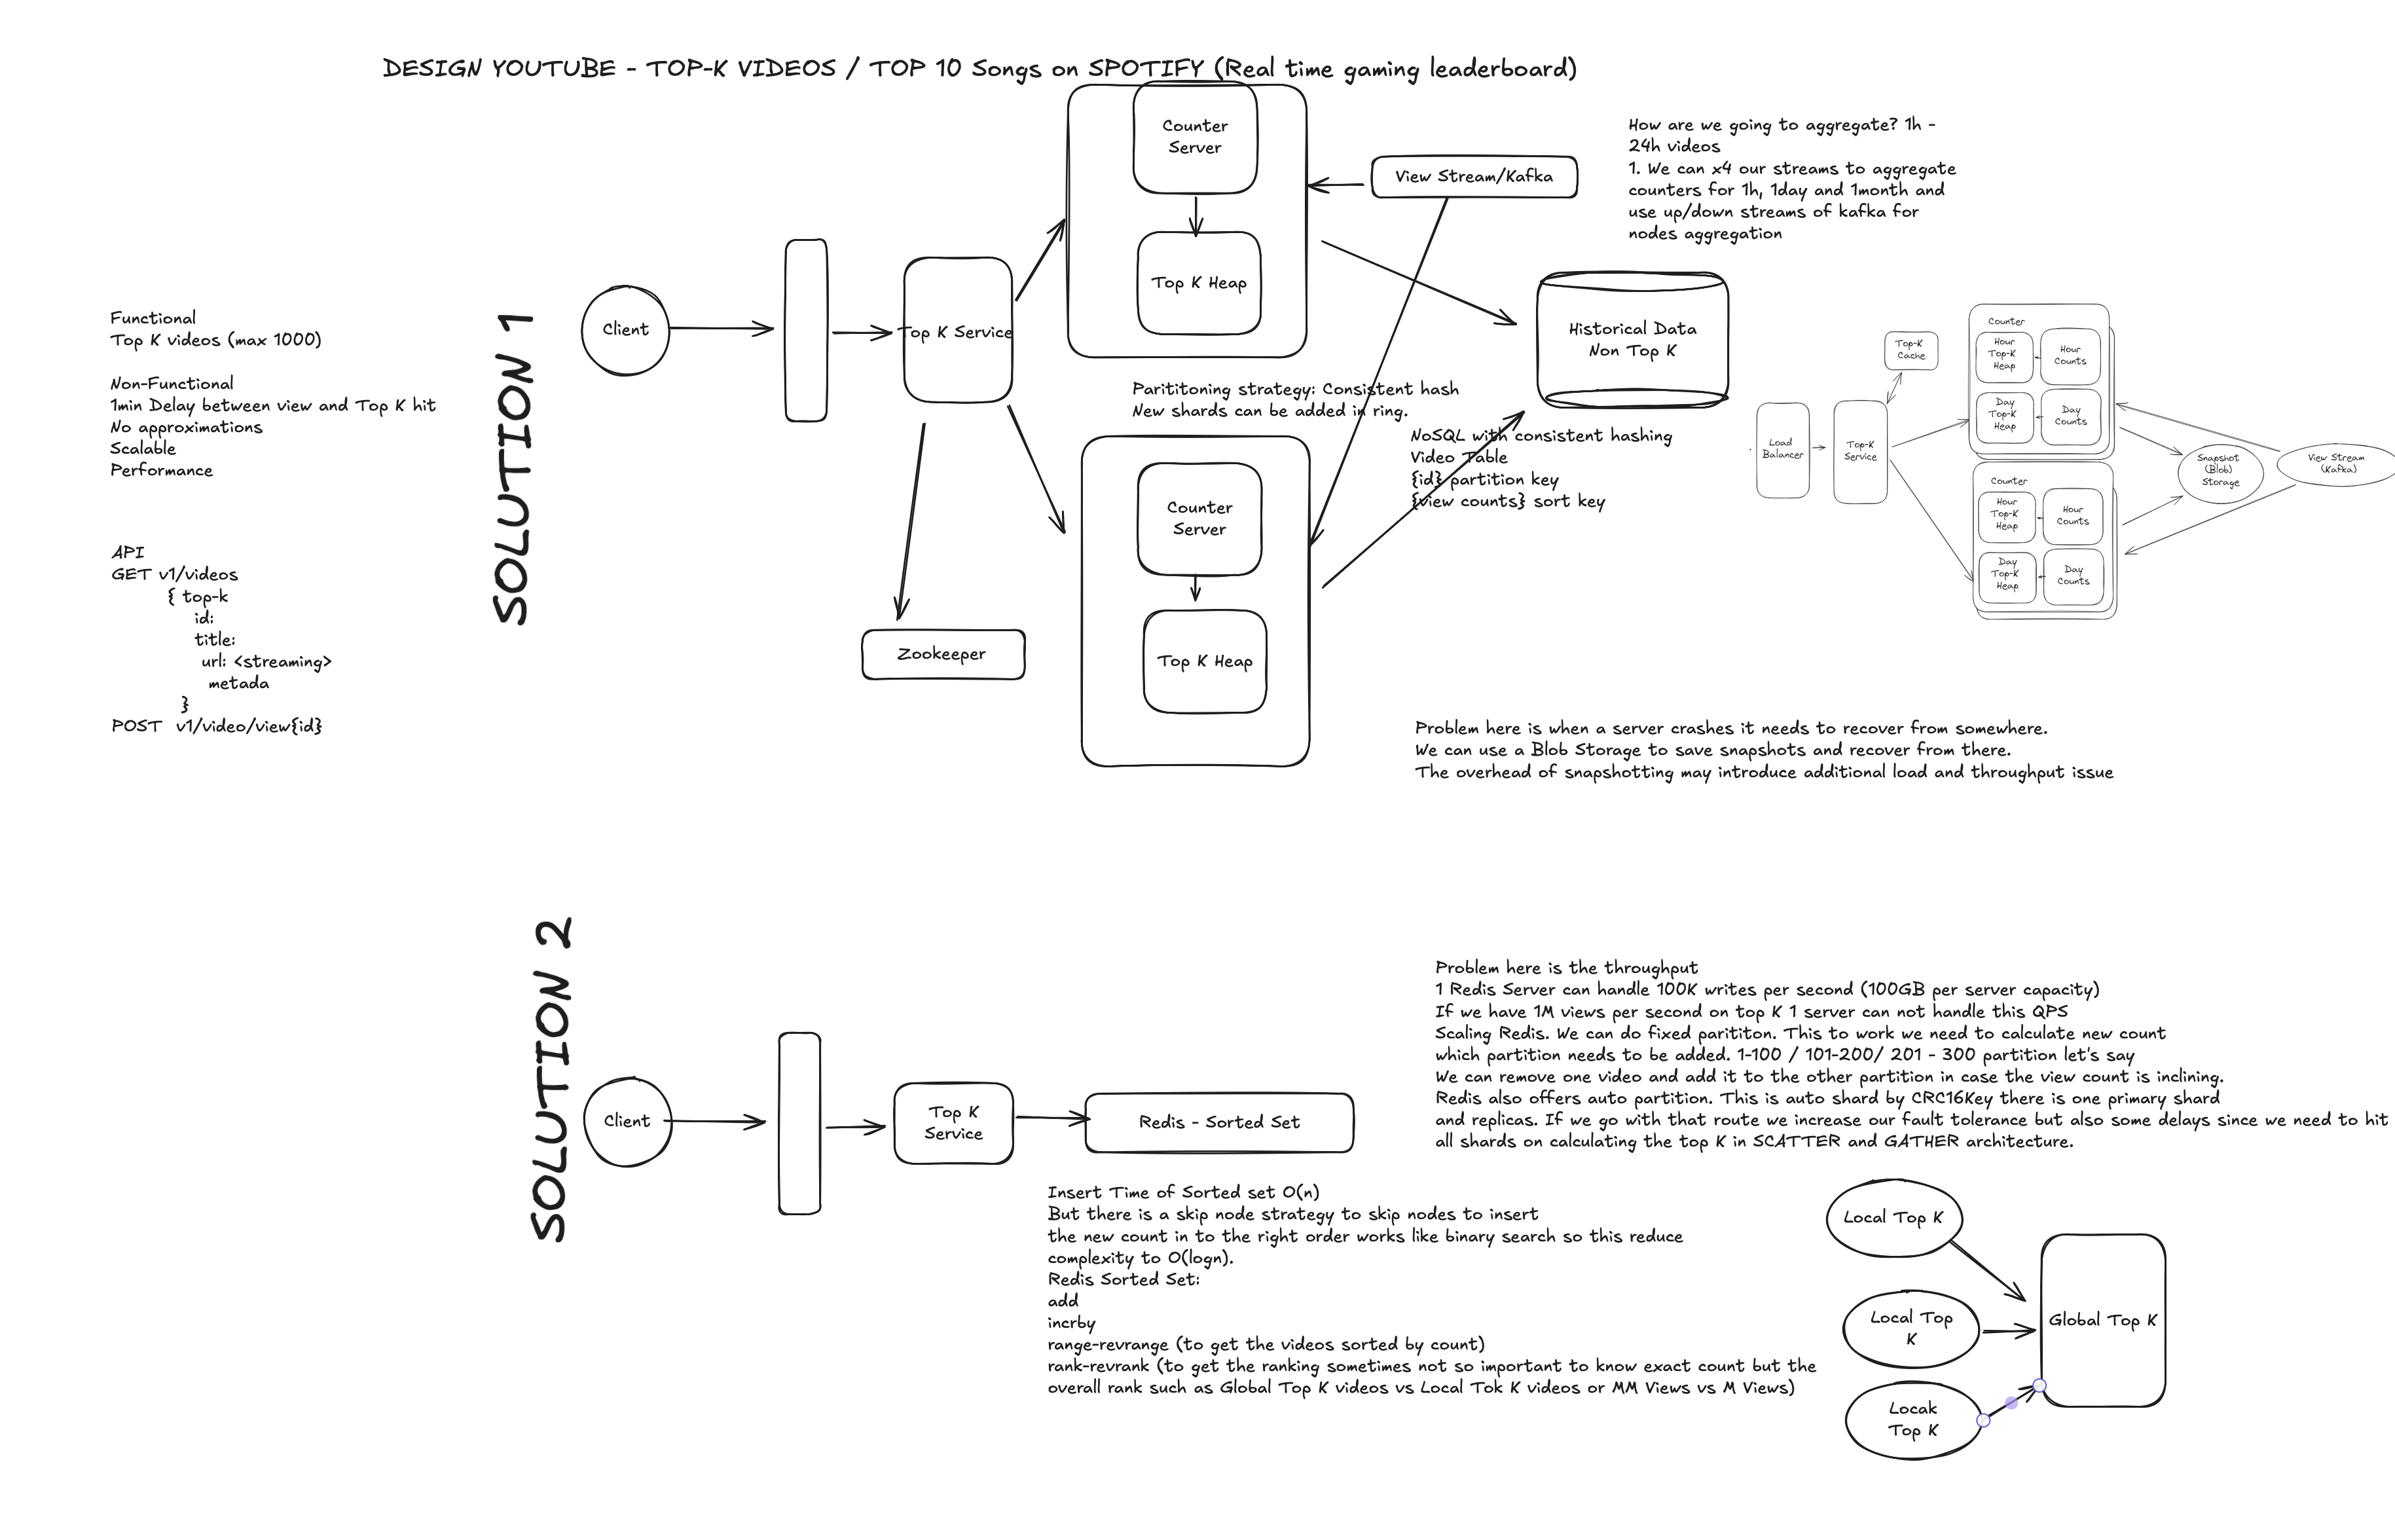 DESIGN YOUTUBE - TOP-K VIDEOS / TOP 10 Songs on SPOTIFY (Real time gaming leaderboard)
Functional
Top K videos (max 1000)
Non-Functional
1min Delay between view and Top K hit
No approximations
Scalable
Performance
API
GET v1/videos
{ top-k
id:
title:
url: <streaming>
metada
}
POST v1/video/view{id}
SOLUTION 1
Client
Top K Service
Zookeeper
Counter
Server
Top K Heap
Parititoning strategy: Consistent hash
New shards can be added in ring.
Counter
Server
Top K Heap
View Stream/Kafka
Historical Data
Non Top K
NoSQL with consistent hashing
Video Table
{id} partition key
{view counts} sort key
How are we going to aggregate? 1h -
24h videos
1. We can x4 our streams to aggregate
counters for 1h, 1day and 1month and
use up/down streams of kafka for
nodes aggregation
Load
Balancer
Top-K
Service
Top-K
Cache
Counter
Hour
Top-K
Heap
Hour
Counts
Day
Top-K
Heap
Day
Counts
Counter
Hour
Top-K
Heap
Hour
Counts
Day
Top-K
Heap
Day
Counts
Snapshot
(Blob)
Storage
View Stream
(Kafka)
Problem here is when a server crashes it needs to recover from somewhere.
We can use a Blob Storage to save snapshots and recover from there.
The overhead of snapshotting may introduce additional load and throughput issue
SOLUTION 2
Client
Top K
Service
Redis - Sorted Set
Insert Time of Sorted set O(n)
But there is a skip node strategy to skip nodes to insert
the new count in to the right order works like binary search so this reduce
complexity to O(logn).
Redis Sorted Set:
add
incrby
range-revrange (to get the videos sorted by count)
rank-revrank (to get the ranking sometimes not so important to know exact count but the
overall rank such as Global Top K videos vs Local Tok K videos or MM Views vs M Views)
Problem here is the throughput
1 Redis Server can handle 100K writes per second (100GB per server capacity)
If we have 1M views per second on top K 1 server can not handle this QPS
Scaling Redis. We can do fixed parititon. This to work we need to calculate new count
which partition needs to be added. 1-100 / 101-200/ 201 - 300 partition let's say
We can remove one video and add it to the other partition in case the view count is inclining.
Redis also offers auto partition. This is auto shard by CRC16Key there is one primary shard
and replicas. If we go with that route we increase our fault tolerance but also some delays since we need to hit
all shards on calculating the top K in SCATTER and GATHER architecture.
Local Top K
Local Top
K
Locak
Top K
Global Top K